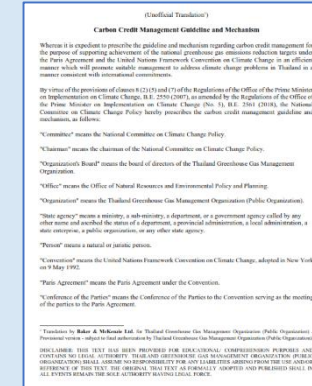 (Unofficial Translation¹)
Carbon Credit Management Guideline and Mechanism
Whereas it is expedient to prescribe the guideline and mechanism regarding carbon credit management for
the purpose of supporting achievement of the national greenhouse gas emissions reduction targets under
the Paris Agreement and the United Nations Framework Convention on Climate Change in an efficient
manner which will promote suitable management to address climate change problems in Thailand in a
manner consistent with international commitments.
By virtue of the provisions of clauses 8 (2) (5) and (7) of the Regulations of the Office of the Prime Minister
on Implementation on Climate Change, B.E. 2550 (2007), as amended by the Regulations of the Office of
the Prime Minister on Implementation on Climate Change (No. 5), B.E. 2561 (2018), the National
Committee on Climate Change Policy hereby prescribes the carbon credit management guideline and
mechanism, as follows:
"Committee" means the National Committee on Climate Change Policy.
"Chairman" means the chairman of the National Committee on Climate Change Policy.
"Organization's Board" means the board of directors of the Thailand Greenhouse Gas Management
Organization.
"Office" means the Office of Natural Resources and Environmental Policy and Planning.
"Organization" means the Thailand Greenhouse Gas Management Organization (Public Organization).
"State agency" means a ministry, a sub-ministry, a department, or a government agency called by any
other name and ascribed the status of a department, a provincial administration, a local administration, a
state enterprise, a public organization, or any other state agency.
"Person" means a natural or juristic person.
"Convention" means the United Nations Framework Convention on Climate Change, adopted in New York
on 9 May 1992.
"Paris Agreement" means the Paris Agreement under the Convention.
"Conference of the Parties" means the Conference of the Parties to the Convention serving as the meeting
of the parties to the Paris Agreement.
¹ Translation by Baker & McKenzie Ltd. for Thailand Greenhouse Gas Management Organization (Public Organization) –
Provisional version – subject to final authorization by Thailand Greenhouse Gas Management Organization (Public Organization)
DISCLAIMER: THIS TEXT HAS BEEN PROVIDED FOR EDUCATIONAL/ COMPREHENSION PURPOSES AND
CONTAINS NO LEGAL AUTHORITY. THAILAND GREENHOUSE GAS MANAGEMENT ORGANIZATION (PUBLIC
ORGANIZATION) SHALL ASSUME NO RESPONSIBILITY FOR ANY LIABILITIES ARISING FROM THE USE AND/OR
REFERENCE OF THIS TEXT. THE ORIGINAL THAI TEXT AS FORMALLY ADOPTED AND PUBLISHED SHALL IN
ALL EVENTS REMAIN THE SOLE AUTHORITY HAVING LEGAL FORCE.